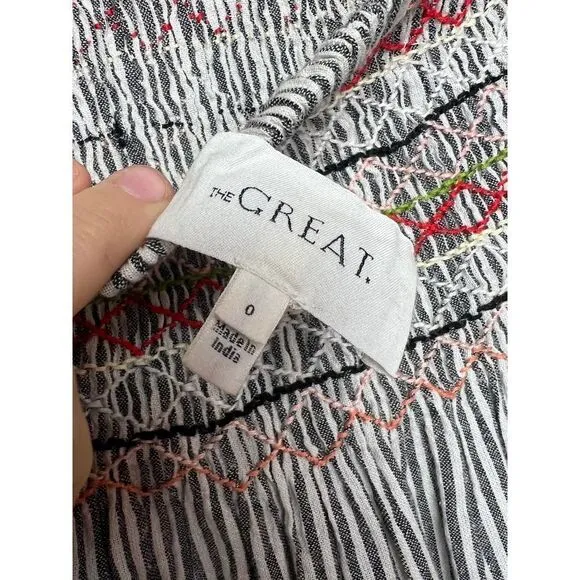 THE GREAT.
0
Made in
India